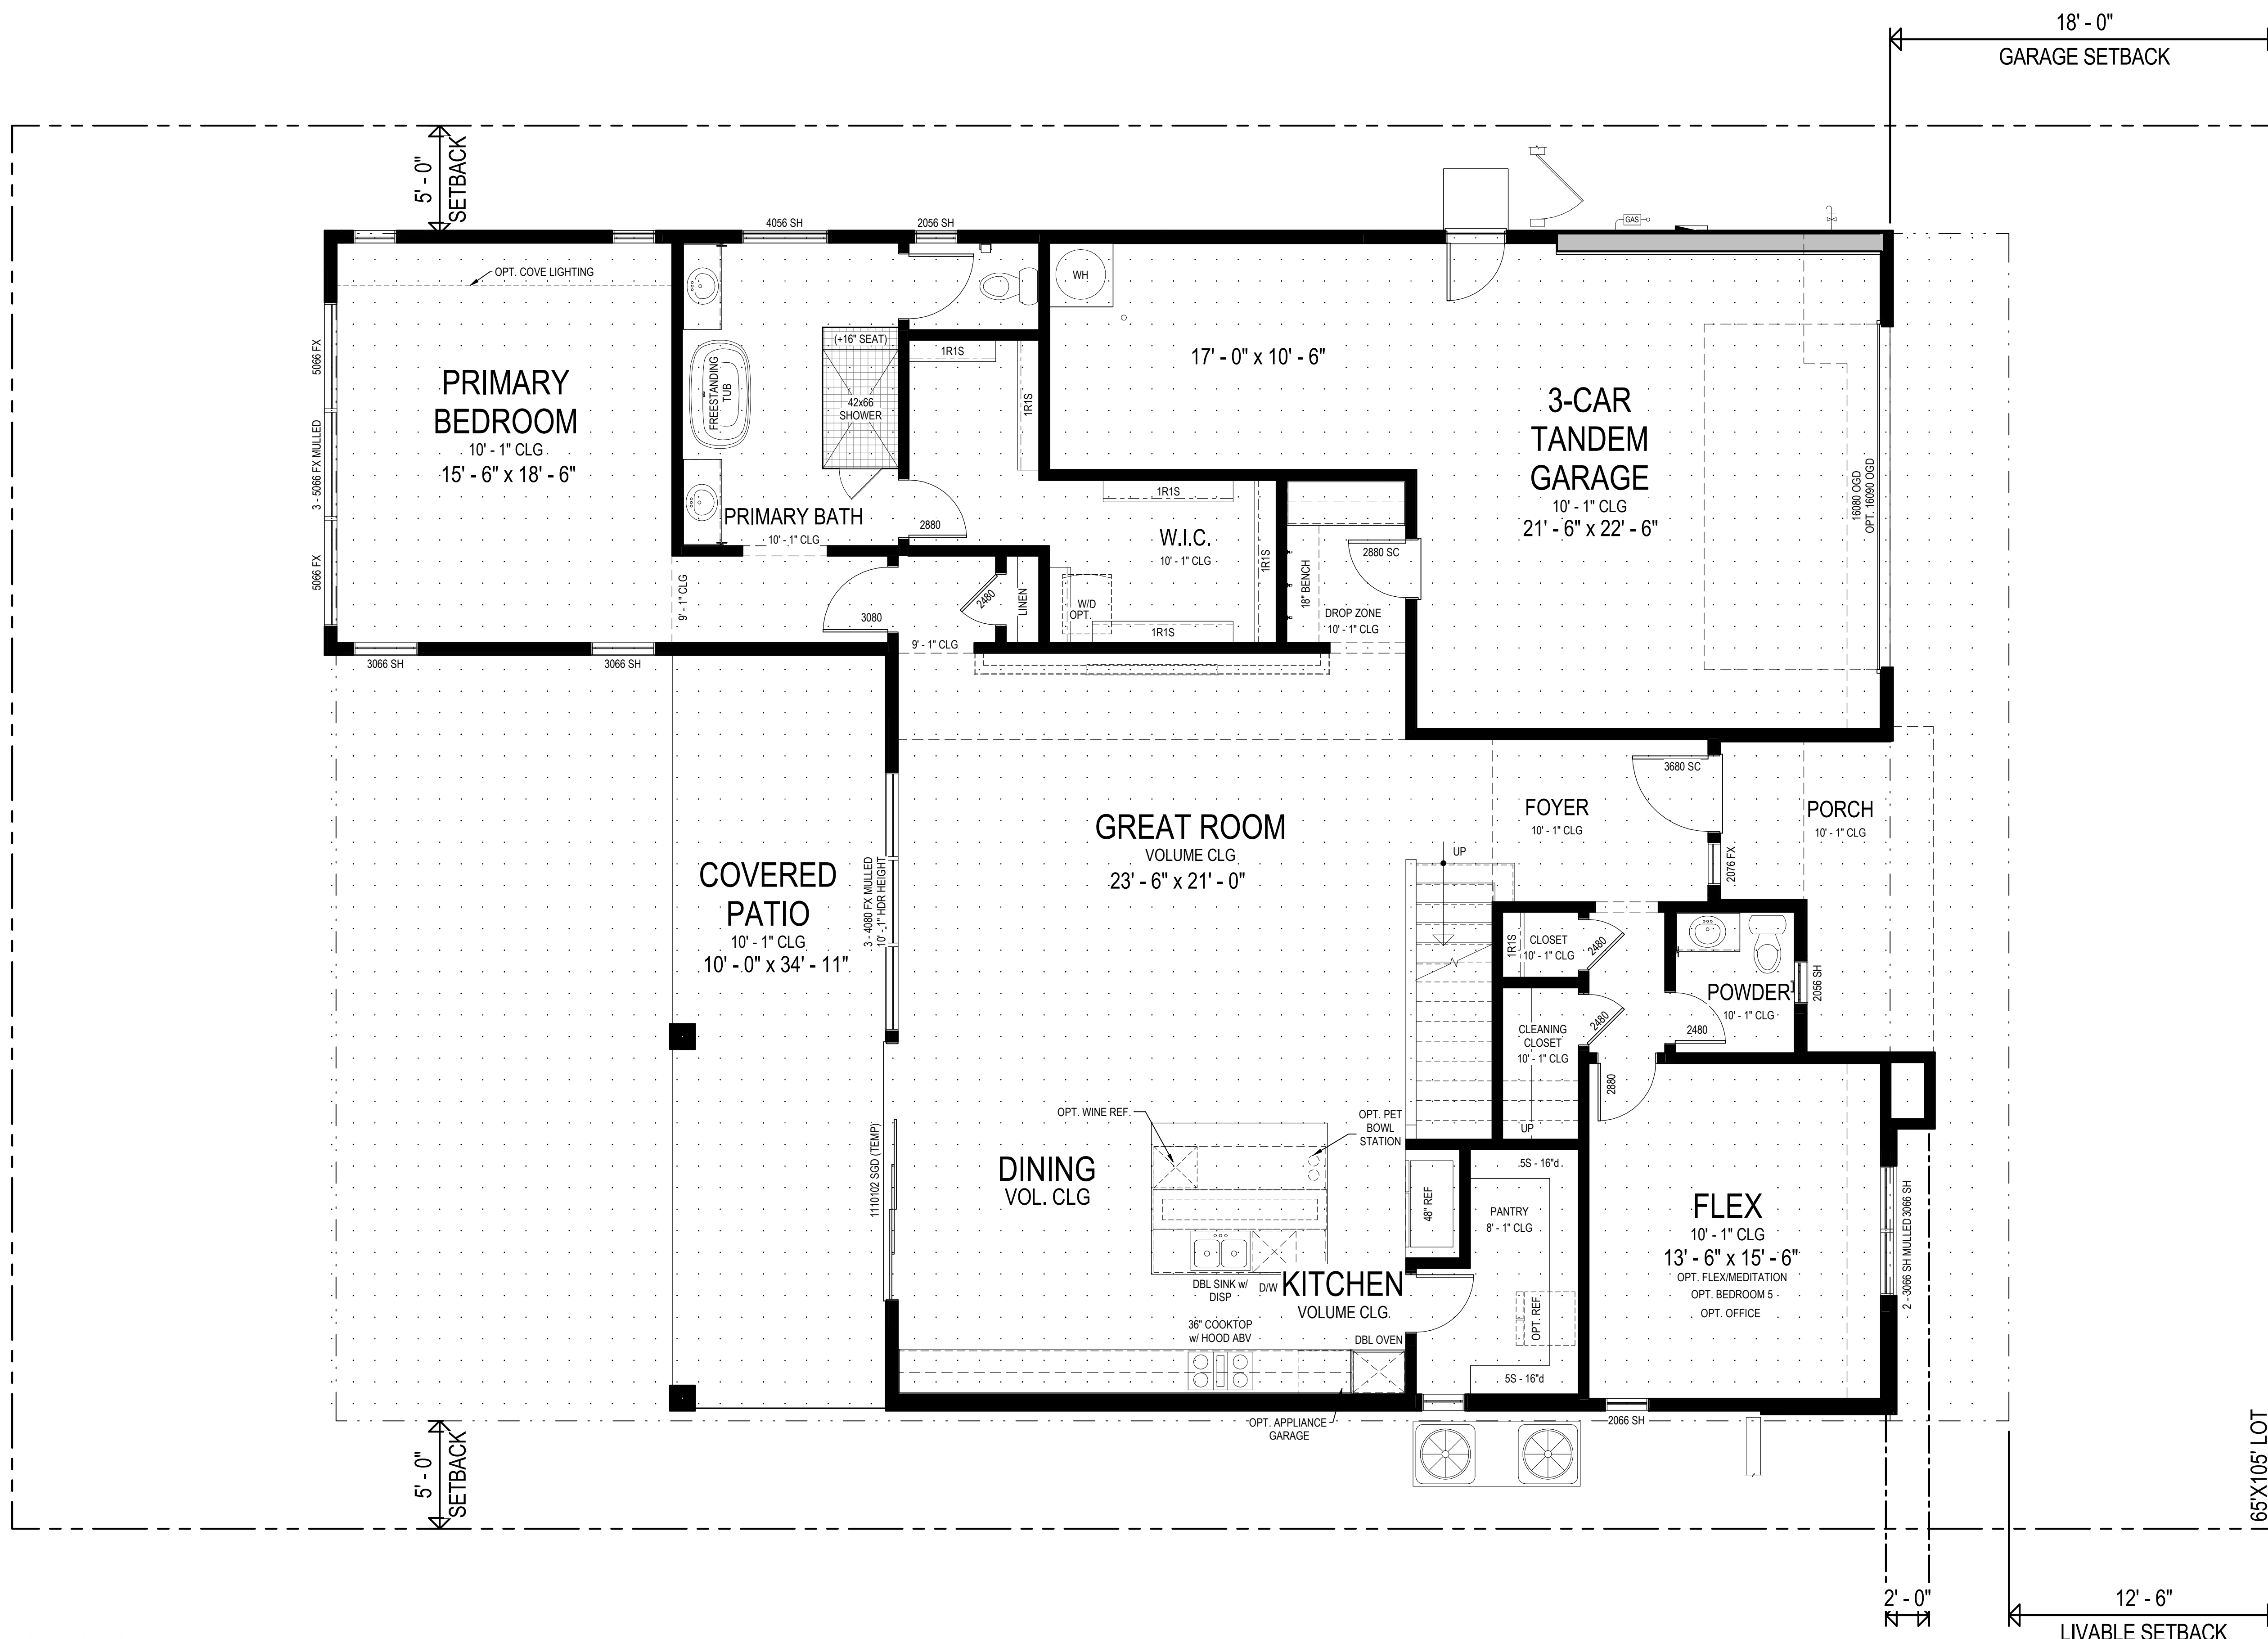 18' - 0"
GARAGE SETBACK
5' - 0"
SETBACK
4056 SH
2056 SH
GAS
OPT. COVE LIGHTING
WH
5066 FX
3 - 5066 FX MULLED
5066 FX
PRIMARY
BEDROOM
10' - 1" CLG
15' - 6" x 18' - 6"
FREESTANDING
TUB
(+16" SEAT)
42x66
SHOWER
1R1S
1R1S
17' - 0" x 10' - 6"
3-CAR
TANDEM
GARAGE
10' - 1" CLG
21' - 6" x 22' - 6"
16080 OGD
OPT. 16090 OGD
PRIMARY BATH
10' - 1" CLG
2880
1R1S
W.I.C.
10' - 1" CLG
1R1S
2880 SC
18" BENCH
DROP ZONE
10' - 1" CLG
9' - 1" CLG
3080
2480
LINEN
W/D
OPT.
1R1S
9' - 1" CLG
3066 SH
3066 SH
3680 SC
FOYER
10' - 1" CLG
PORCH
10' - 1" CLG
2076 FX
GREAT ROOM
VOLUME CLG
23' - 6" x 21' - 0"
UP
COVERED
PATIO
10' - 1" CLG
10' - 0" x 34' - 11"
3 - 4080 FX MULLED
10' - 1" HDR HEIGHT
1R1S
CLOSET
10' - 1" CLG
2480
POWDER
10' - 1" CLG
2056 SH
2480
CLEANING
CLOSET
10' - 1" CLG
2480
2880
UP
OPT. WINE REF.
OPT. PET
BOWL
STATION
1110102 SGD (TEMP)
DINING
VOL. CLG
48" REF
5S - 16"d
PANTRY
8' - 1" CLG
FLEX
10' - 1" CLG
13' - 6" x 15' - 6"
OPT. FLEX/MEDITATION
OPT. BEDROOM 5
OPT. OFFICE
2 - 3066 SH MULLED 3066 SH
DBL SINK w/
DISP
D/W
KITCHEN
VOLUME CLG
36" COOKTOP
w/ HOOD ABV
DBL OVEN
OPT. REF.
5S - 16"d
OPT. APPLIANCE
GARAGE
2066 SH
5' - 0"
SETBACK
65'X105' LOT
2' - 0"
12' - 6"
LIVABLE SETBACK